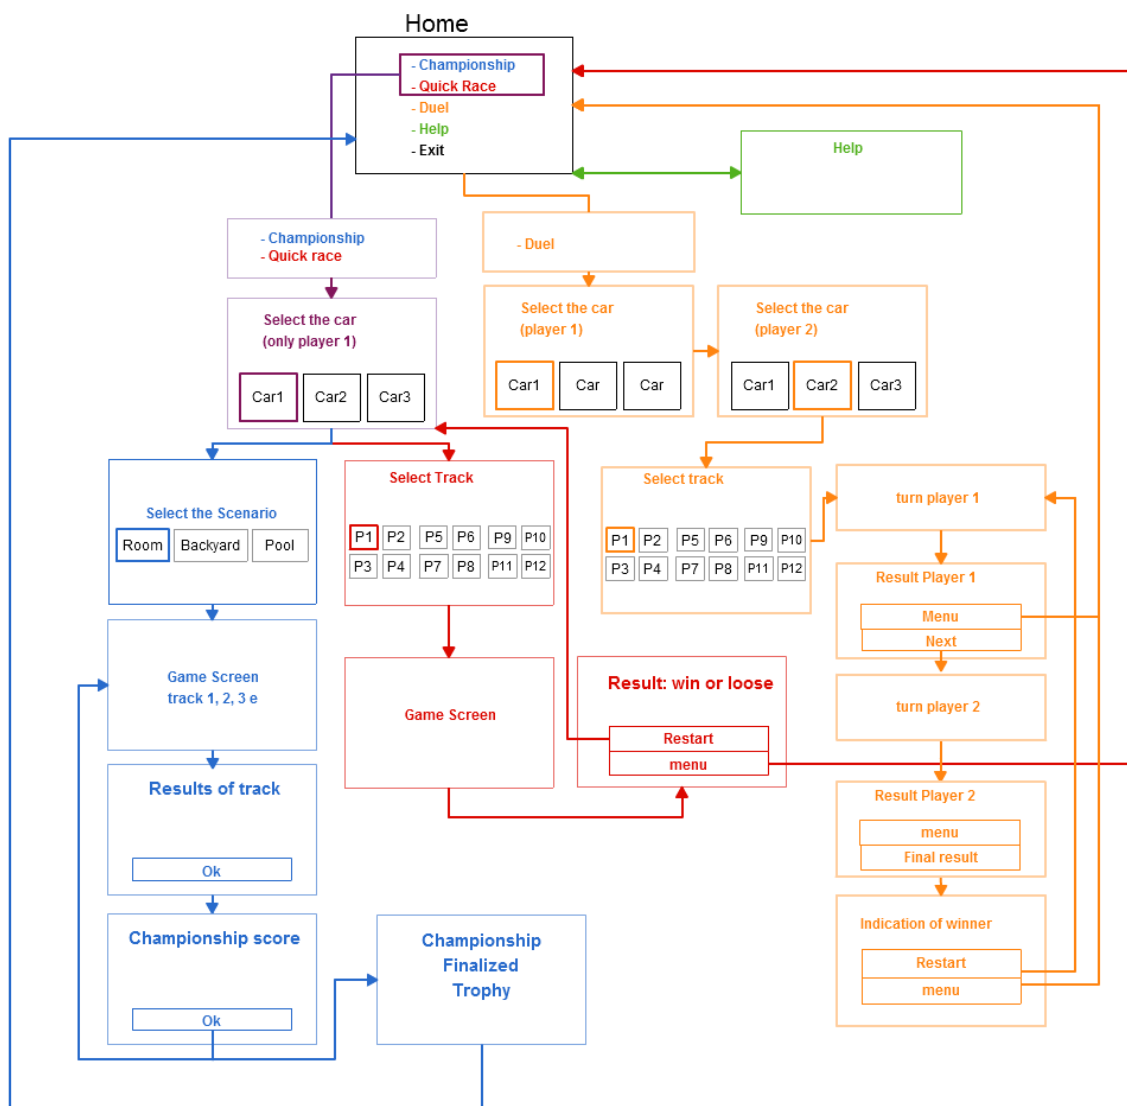 Home
- Championship
- Quick Race
- Duel
- Help
- Exit
Help
- Championship
- Quick race
- Duel
Select the car
(only player 1)
Car1 Car2 Car3
Select the car
(player 1)
Car1 Car Car
Select the car
(player 2)
Car1 Car2 Car3
Select the Scenario
Room Backyard Pool
Select Track
P1 P2 P5 P6 P9 P10
P3 P4 P7 P8 P11 P12
Select track
P1 P2 P5 P6 P9 P10
P3 P4 P7 P8 P11 P12
turn player 1
Result Player 1
Menu
Next
Game Screen
track 1, 2, 3 e
Game Screen
Result: win or loose
Restart
menu
turn player 2
Results of track
Ok
Result Player 2
menu
Final result
Championship score
Ok
Championship
Finalized
Trophy
Indication of winner
Restart
menu